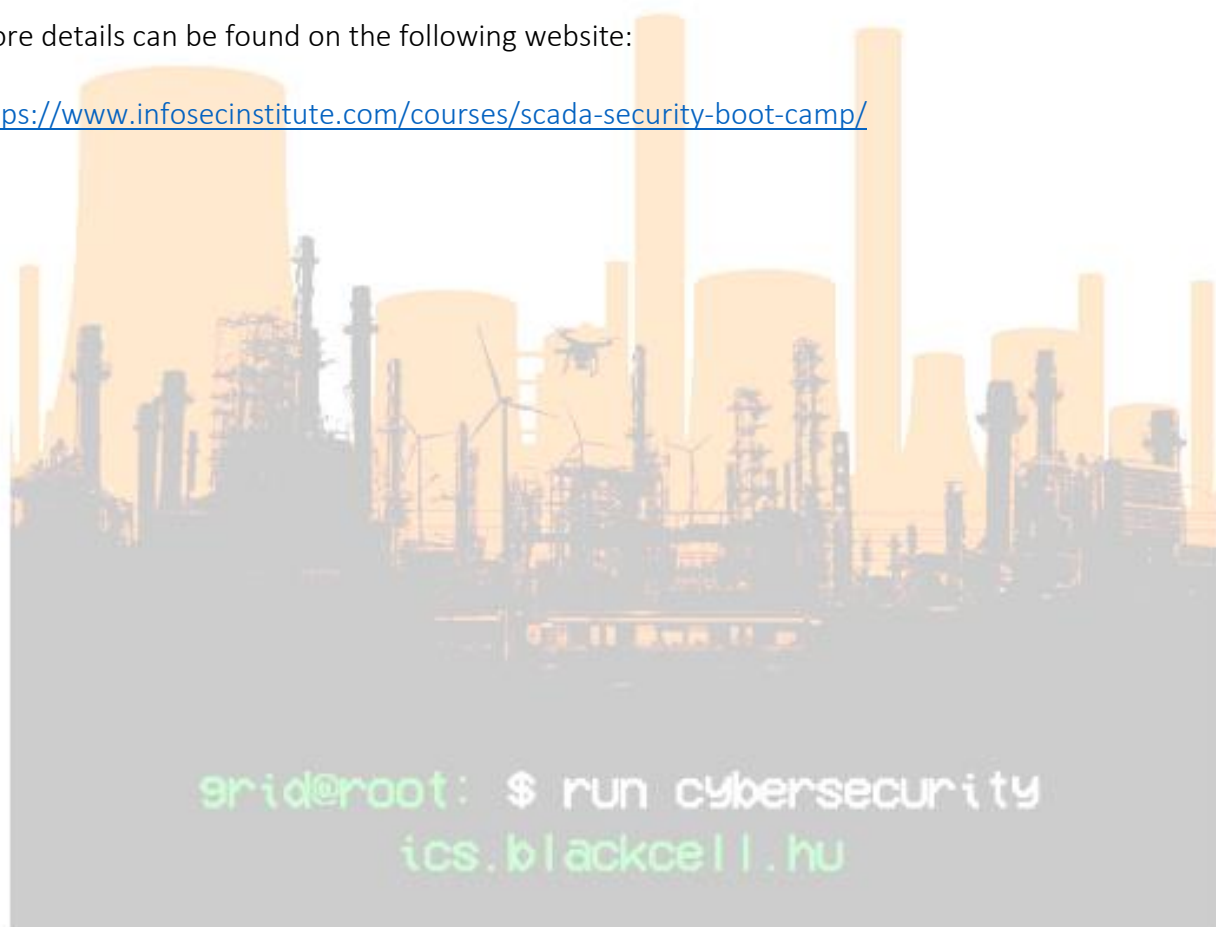 ore details can be found on the following website:
ps://www.infosecinstitute.com/courses/scada-security-boot-camp/
grid@root: $ run cybersecurity
ics.blackcell.hu